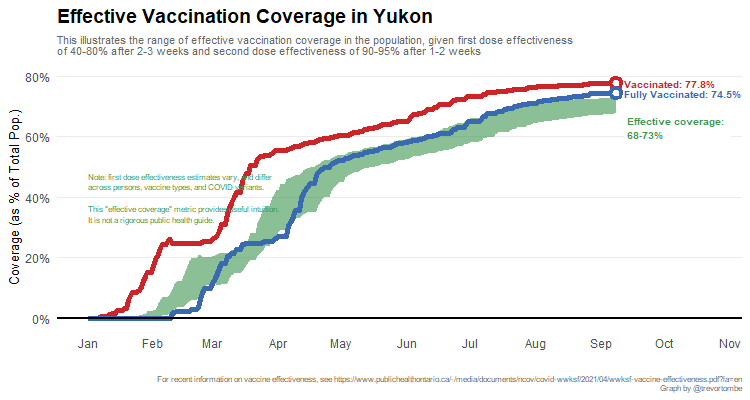 Effective Vaccination Coverage in Yukon
This illustrates the range of effective vaccination coverage in the population, given first dose effectiveness
of 40-80% after 2-3 weeks and second dose effectiveness of 90-95% after 1-2 weeks
80%
Vaccinated: 77.8%
Fully Vaccinated: 74.5%
Effective coverage:
68-73%
60%
Note: first dose effectiveness estimates vary, and differ
across persons, vaccine types, and COVID variants.
40%
This "effective coverage" metric provides useful intuition.
It is not a rigorous public health guide.
20%
0%
Coverage (as % of Total Pop.)
Jan Feb Mar Apr May Jun Jul Aug Sep Oct Nov
For recent information on vaccine effectiveness, see https://www.publichealthontario.ca/-/media/documents/ncov/covid-wwksf/2021/04/wwksf-vaccine-effectiveness.pdf?la=en
Graph by @trevortombe